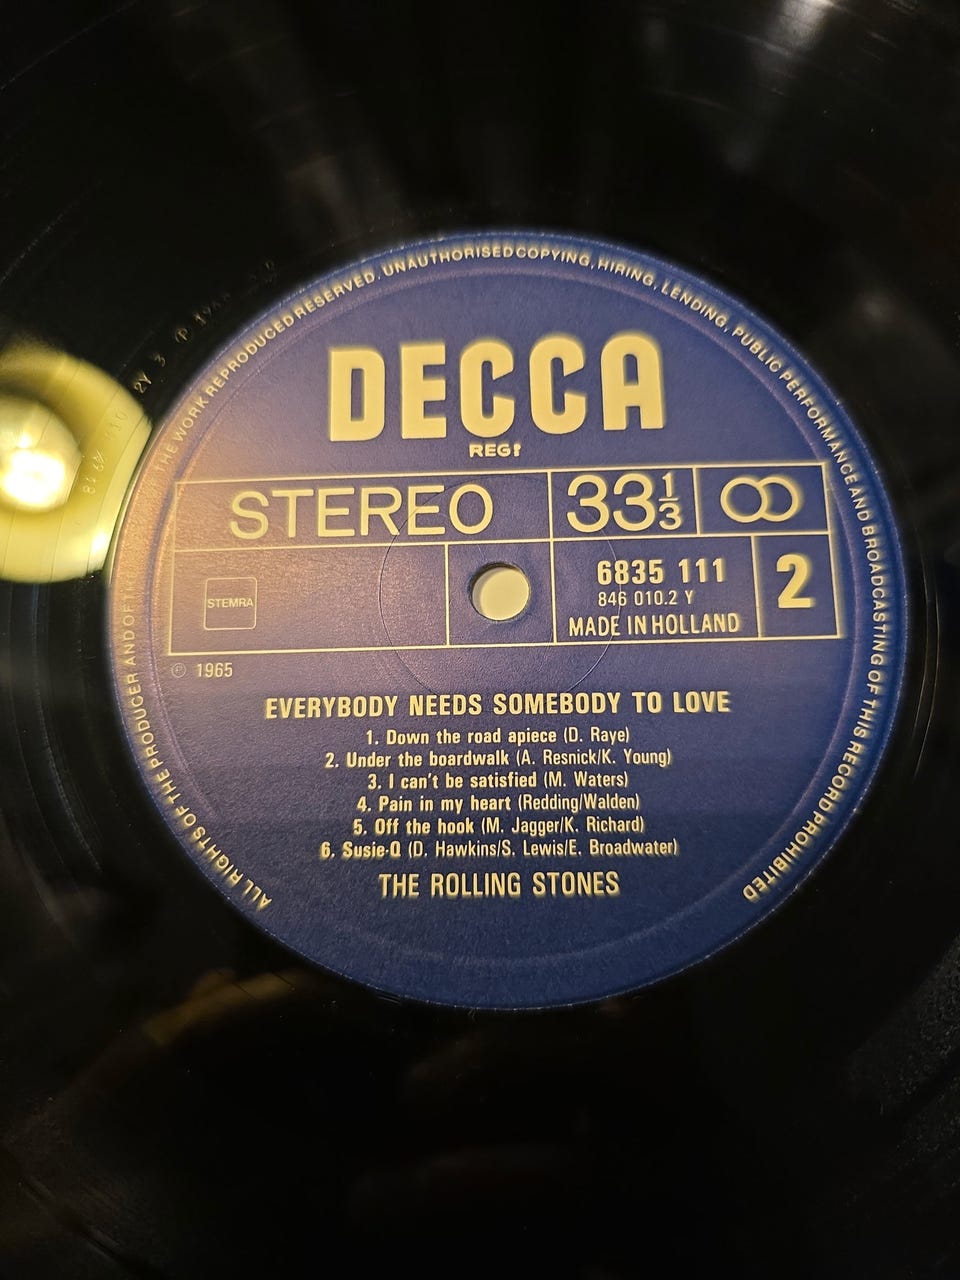 ALL RIGHTS OF THE PRODUCER AND OF THE THE WORK REPRODUCED RESERVED. UNAUTHORISED COPYING, HIRING, LENDING, PUBLIC PERFORMANCE AND BROADCASTING OF THIS RECORD PROHIBITED
DECCA
REG!
STEREO
33⅓
STEMRA
6835 111
846 010.2 Y
MADE IN HOLLAND
2
Ⓟ 1965
EVERYBODY NEEDS SOMEBODY TO LOVE
1. Down the road apiece (D. Raye)
2. Under the boardwalk (A. Resnick/K. Young)
3. I can't be satisfied (M. Waters)
4. Pain in my heart (Redding/Walden)
5. Off the hook (M. Jagger/K. Richard)
6. Susie-Q (D. Hawkins/S. Lewis/E. Broadwater)
THE ROLLING STONES